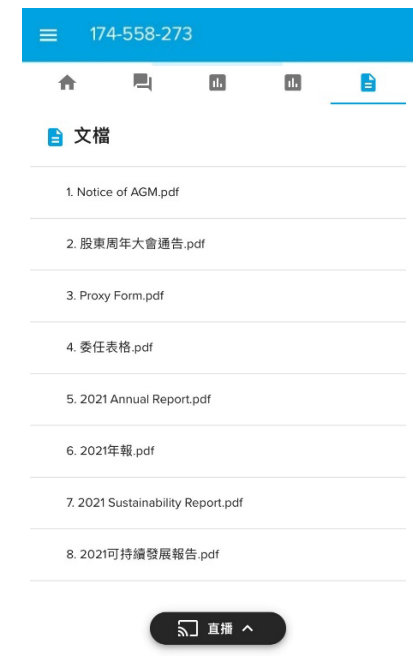 174-558-273
文檔
1. Notice of AGM.pdf
2. 股東周年大會通告.pdf
3. Proxy Form.pdf
4. 委任表格.pdf
5. 2021 Annual Report.pdf
6. 2021年報.pdf
7. 2021 Sustainability Report.pdf
8. 2021可持續發展報告.pdf
直播